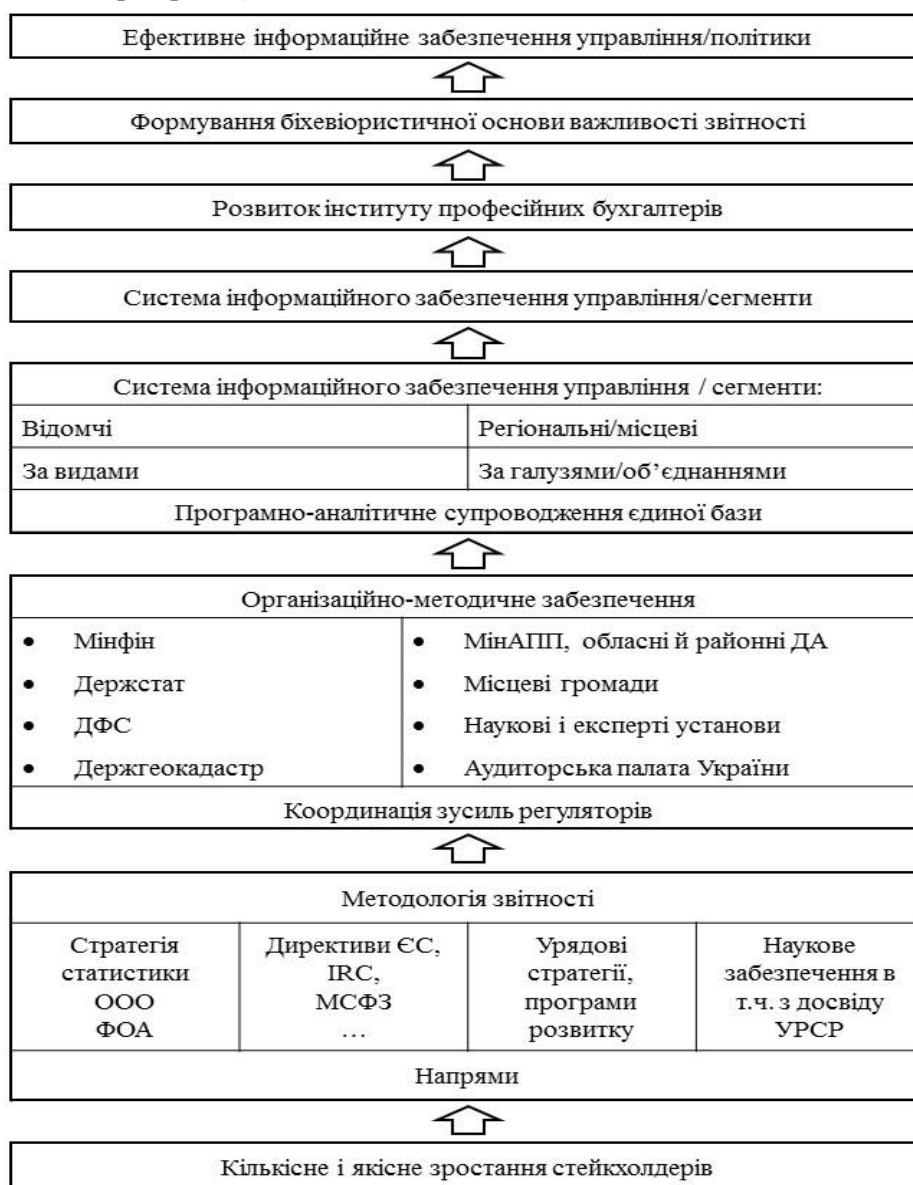 Ефективне інформаційне забезпечення управління/політики
Формування біхевіористичної основи важливості звітності
Розвиток інституту професійних бухгалтерів
Система інформаційного забезпечення управління/сегменти
Система інформаційного забезпечення управління / сегменти:
Відомчі
Регіональні/місцеві
За видами
За галузями/об’єднаннями
Програмно-аналітичне супроводження єдиної бази
Організаційно-методичне забезпечення
• Мінфін
• Держстат
• ДФС
• Держгеокадастр
• МінАПП, обласні й районні ДА
• Місцеві громади
• Наукові і експерті установи
• Аудиторська палата України
Координація зусиль регуляторів
Методологія звітності
Стратегія
статистики
ООО
ФОА
Директиви ЄС,
IRC,
МСФЗ
…
Урядові
стратегії,
програми
розвитку
Наукове
забезпечення в
т.ч. з досвіду
УРСР
Напрями
Кількісне і якісне зростання стейкхолдерів